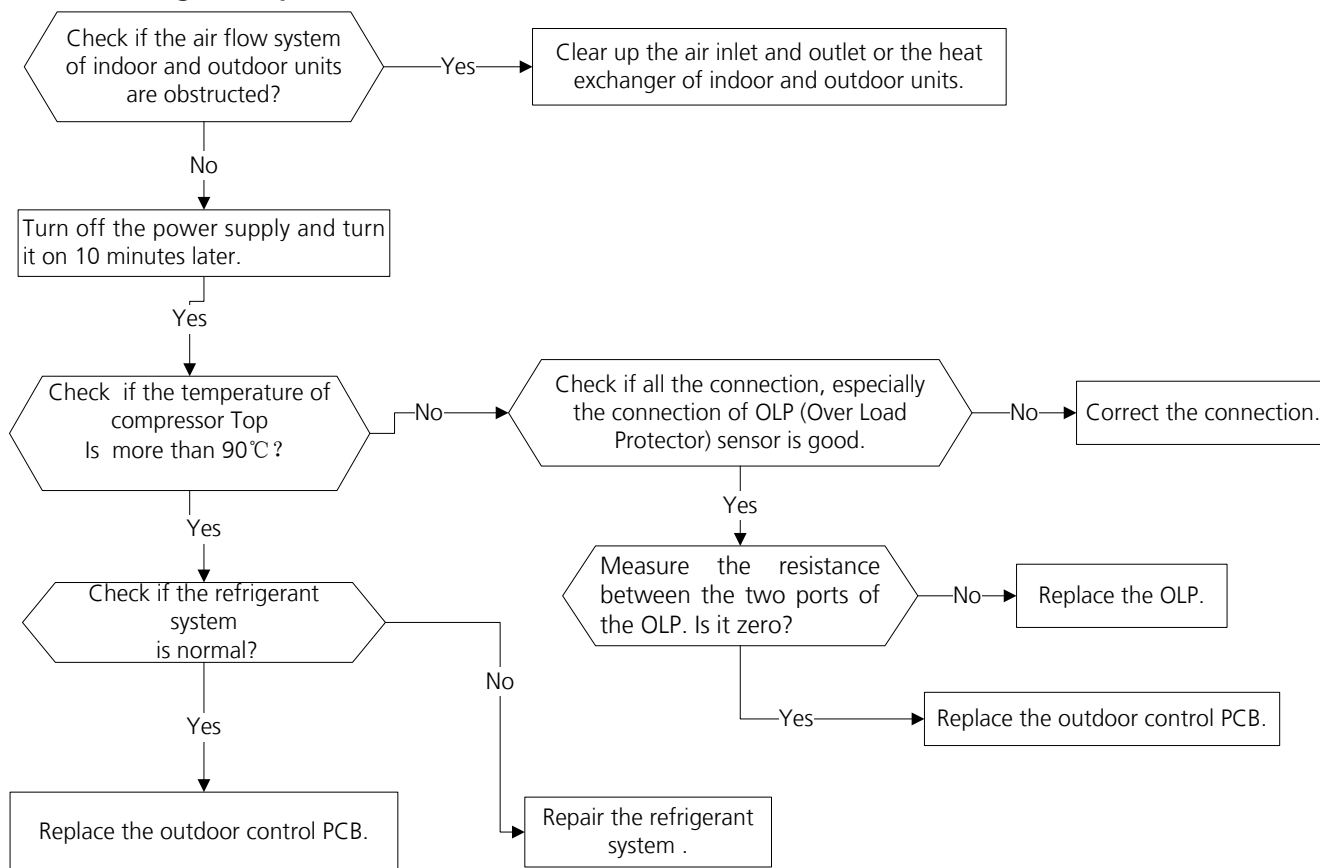 Check if the air flow system
of indoor and outdoor units
are obstructed?
Yes
Clear up the air inlet and outlet or the heat
exchanger of indoor and outdoor units.
No
Turn off the power supply and turn
it on 10 minutes later.
Yes
Check if the temperature of
compressor Top
Is more than 90℃?
No
Check if all the connection, especially
the connection of OLP (Over Load
Protector) sensor is good.
No
Correct the connection.
Yes
Yes
Measure the resistance
between the two ports of
the OLP. Is it zero?
No
Replace the OLP.
Check if the refrigerant
system
is normal?
No
Yes
Yes
Replace the outdoor control PCB.
Replace the outdoor control PCB.
Repair the refrigerant
system .